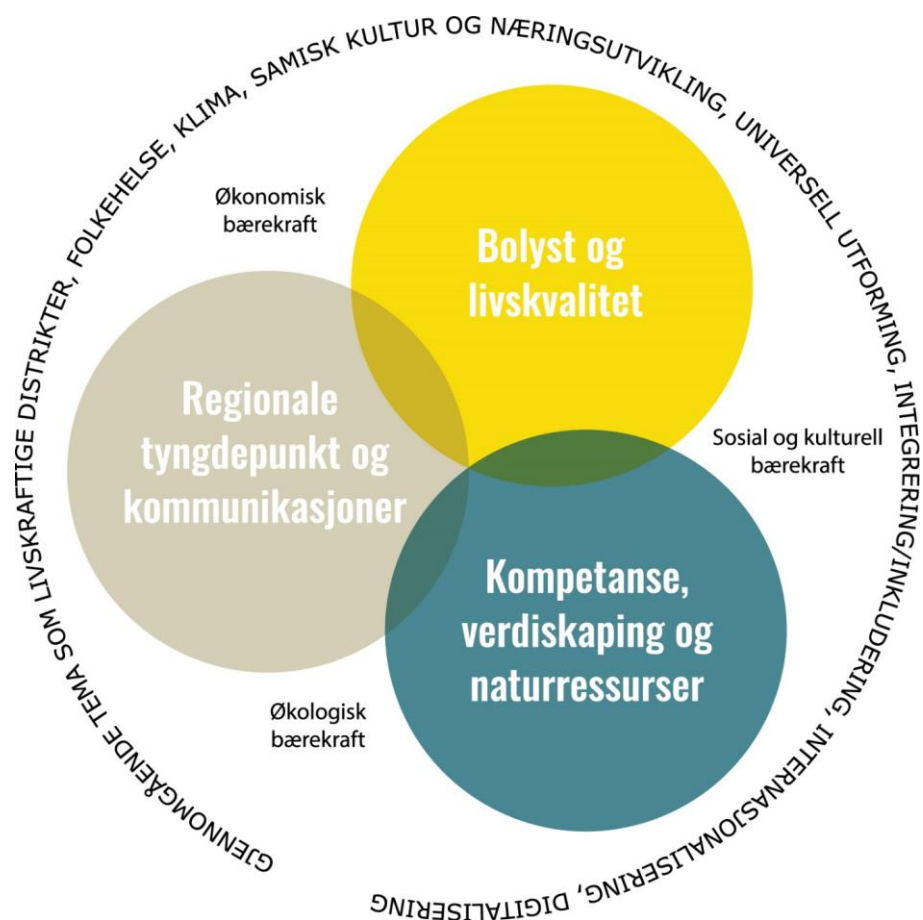 GJENNOMGÅENDE TEMA SOM LIVSKRAFTIGE DISTRIKTER, FOLKEHELSE, KLIMA, SAMISK KULTUR OG NÆRINGSUTVIKLING, UNIVERSELL UTFORMING, INTEGRERING/INKLUDERING, INTERNASJONALISERING, DIGITALISERING
Økonomisk
bærekraft
Bolyst og
livskvalitet
Regionale
tyngdepunkt og
kommunikasjoner
Sosial og kulturell
bærekraft
Kompetanse,
verdiskaping og
naturressurser
Økologisk
bærekraft